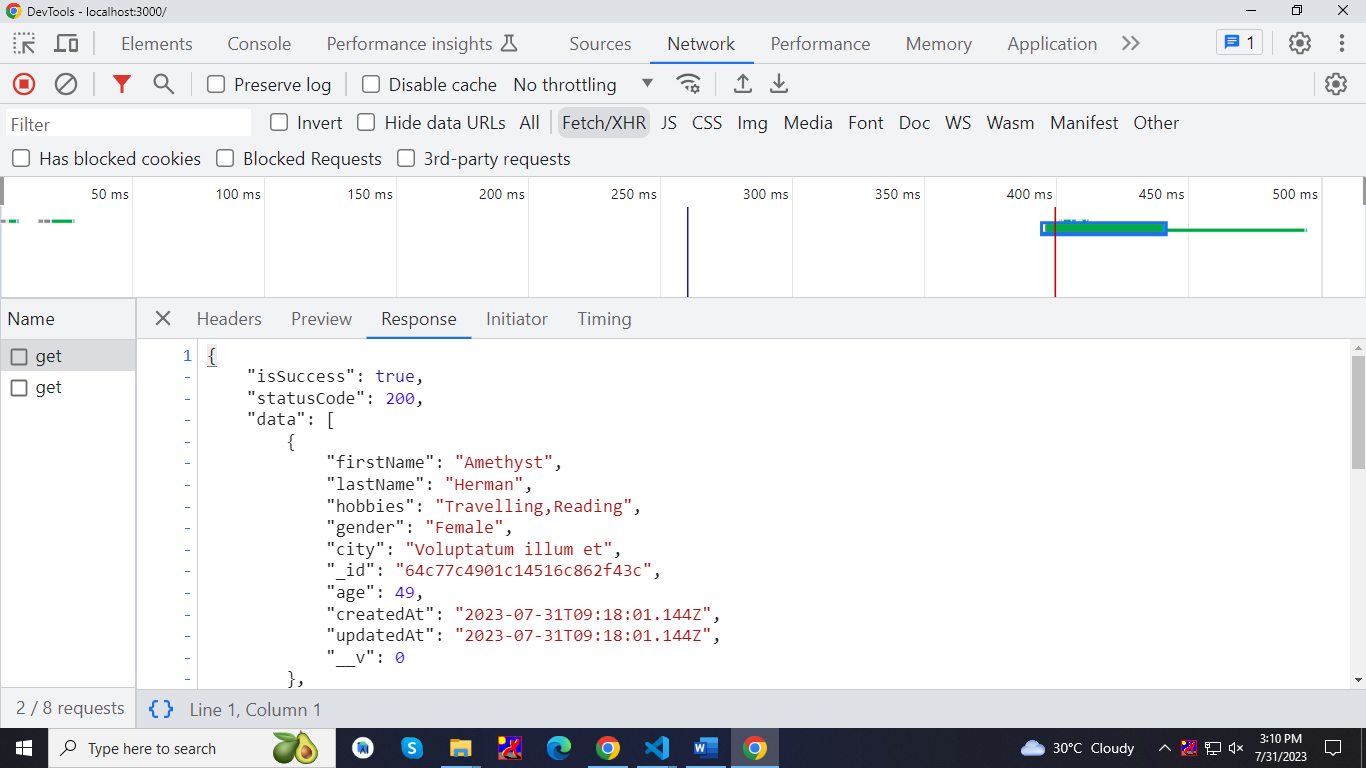 DevTools - localhost:3000/
Elements Console Performance insights Sources Network Performance Memory Application 1
Preserve log Disable cache No throttling
Filter Invert Hide data URLs All Fetch/XHR JS CSS Img Media Font Doc WS Wasm Manifest Other
Has blocked cookies Blocked Requests 3rd-party requests
50 ms 100 ms 150 ms 200 ms 250 ms 300 ms 350 ms 400 ms 450 ms 500 ms
Name Headers Preview Response Initiator Timing
get 1 {
- "isSuccess": true,
get
- "statusCode": 200,
- "data": [
- {
- "firstName": "Amethyst",
- "lastName": "Herman",
- "hobbies": "Travelling,Reading",
- "gender": "Female",
- "city": "Voluptatum illum et",
- "_id": "64c77c4901c14516c862f43c",
- "age": 49,
- "createdAt": "2023-07-31T09:18:01.144Z",
- "updatedAt": "2023-07-31T09:18:01.144Z",
- "__v": 0
- },
2 / 8 requests {} Line 1, Column 1
Type here to search 30°C Cloudy 3:10 PM
7/31/2023